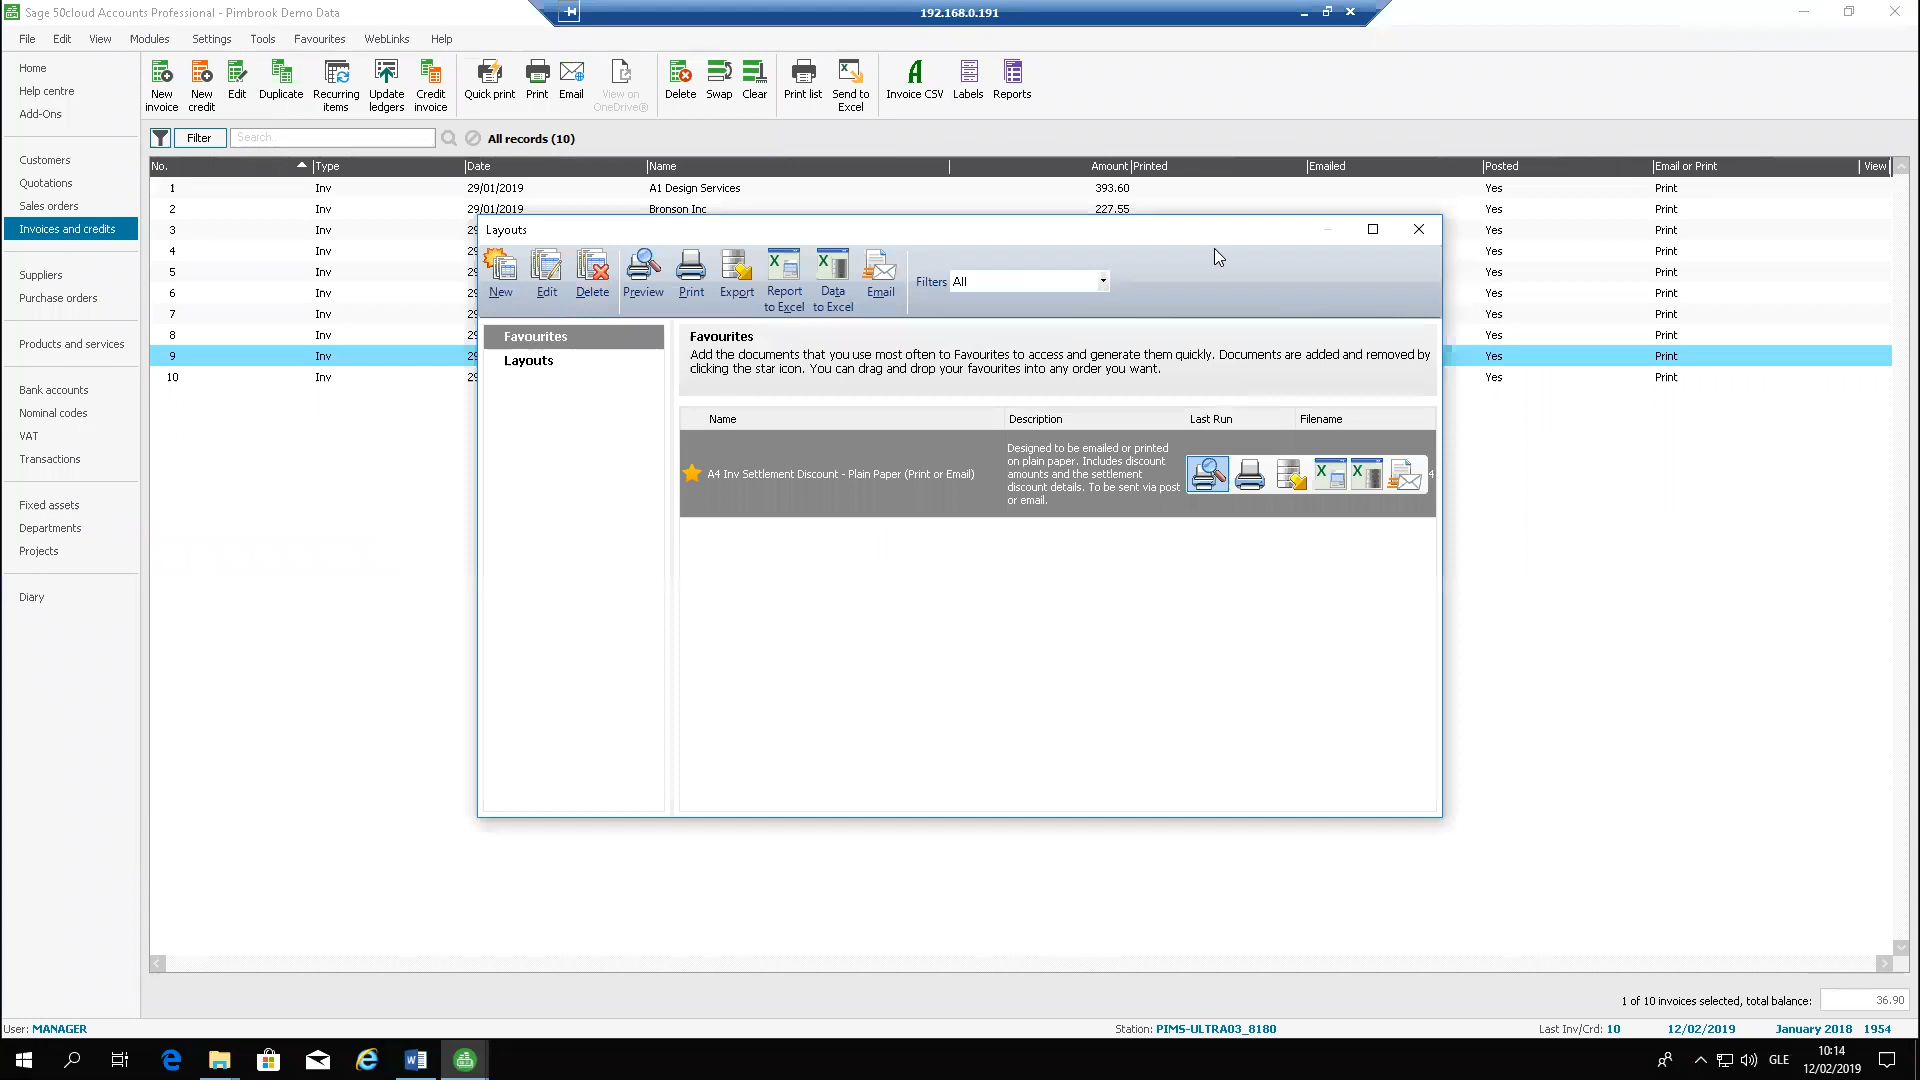 Sage 50cloud Accounts Professional - Pimbrook Demo Data
192.168.0.191
File Edit View Modules Settings Tools Favourites WebLinks Help
Home
Help centre
Add-Ons
Customers
Quotations
Sales orders
Invoices and credits
Suppliers
Purchase orders
Products and services
Bank accounts
Nominal codes
VAT
Transactions
Fixed assets
Departments
Projects
Diary
New invoice
New credit
Edit
Duplicate
Recurring items
Update ledgers
Credit invoice
Quick print
Print
Email
View on OneDrive®
Delete
Swap
Clear
Print list
Send to Excel
Invoice CSV
Labels
Reports
Filter Search... All records (10)
No. Type Date Name Amount Printed Emailed Posted Email or Print View
1 Inv 29/01/2019 A1 Design Services 393.60 Yes Print
2 Inv 29/01/2019 Bronson Inc 227.55 Yes Print
3 Inv 29 Yes Print
4 Inv 29 Yes Print
5 Inv 29 Yes Print
6 Inv 29 Yes Print
7 Inv 29 Yes Print
8 Inv 29 Yes Print
9 Inv 29 Yes Print
10 Inv 29 Yes Print
Layouts
New
Edit
Delete
Preview
Print
Export
Report to Excel
Data to Excel
Email
Filters All
Favourites
Layouts
Favourites
Add the documents that you use most often to Favourites to access and generate them quickly. Documents are added and removed by
clicking the star icon. You can drag and drop your favourites into any order you want.
Name Description Last Run Filename
A4 Inv Settlement Discount - Plain Paper (Print or Email)
Designed to be emailed or printed
on plain paper. Includes discount
amounts and the settlement
discount details. To be sent via post
or email.
4
1 of 10 invoices selected, total balance: 36.90
User: MANAGER Station: PIMS-ULTRA03_8180 Last Inv/Crd: 10 12/02/2019 January 2018 1954
GLE
10:14
12/02/2019